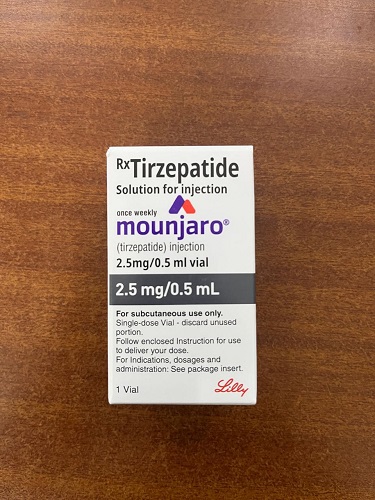 RxTirzepatide
Solution for injection
once weekly
mounjaro®
(tirzepatide) injection
2.5mg/0.5 ml vial
2.5 mg/0.5 mL
For subcutaneous use only.
Single-dose Vial - discard unused
portion.
Follow enclosed Instruction for use
to deliver your dose.
For Indications, dosages and
administration: See package insert.
1 Vial
Lilly